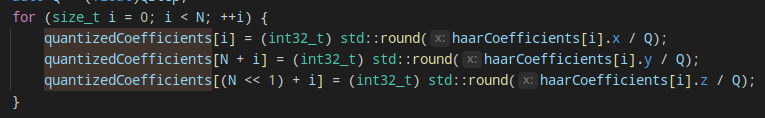 for (size_t i = 0; i < N; ++i) {
quantizedCoefficients[i] = (int32_t) std::round( x: haarCoefficients[i].x / Q);
quantizedCoefficients[N + i] = (int32_t) std::round( x: haarCoefficients[i].y / Q);
quantizedCoefficients[(N << 1) + i] = (int32_t) std::round( x: haarCoefficients[i].z / Q);
}